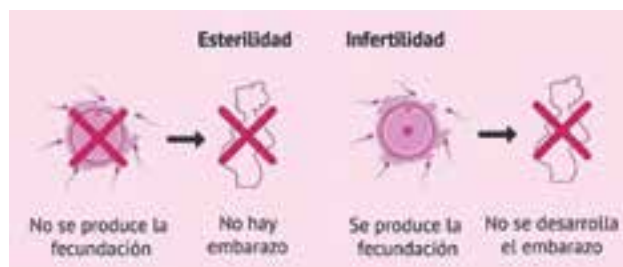 Esterilidad
No se produce la
fecundación
No hay
embarazo
Infertilidad
Se produce la
fecundación
No se desarrolla
el embarazo